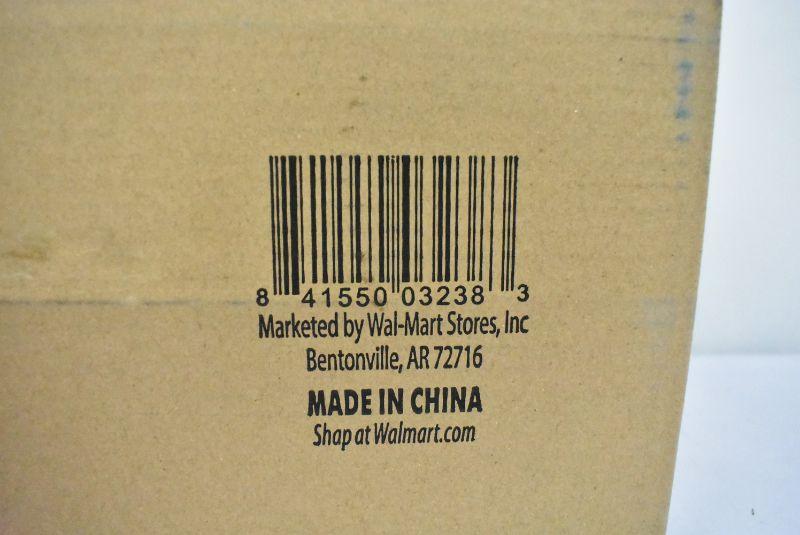 8 41550 03238 3
Marketed by Wal-Mart Stores, Inc
Bentonville, AR 72716
MADE IN CHINA
Shap at Walmart.com